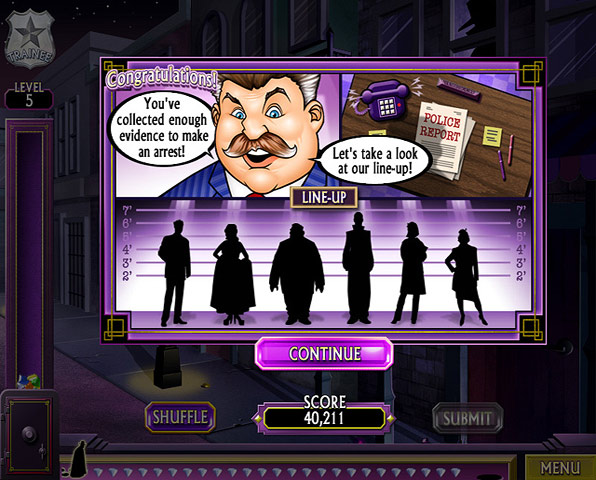 TRAINEE
LEVEL
5
Congratulations!
You've
collected enough
evidence to make
an arrest!
Let's take a look
at our line-up!
POLICE
REPORT
LINE-UP
7' 7'
6' 6'
5' 5'
4' 4'
3' 3'
2' 2'
CONTINUE
SHUFFLE
SCORE
40,211
SUBMIT
MENU